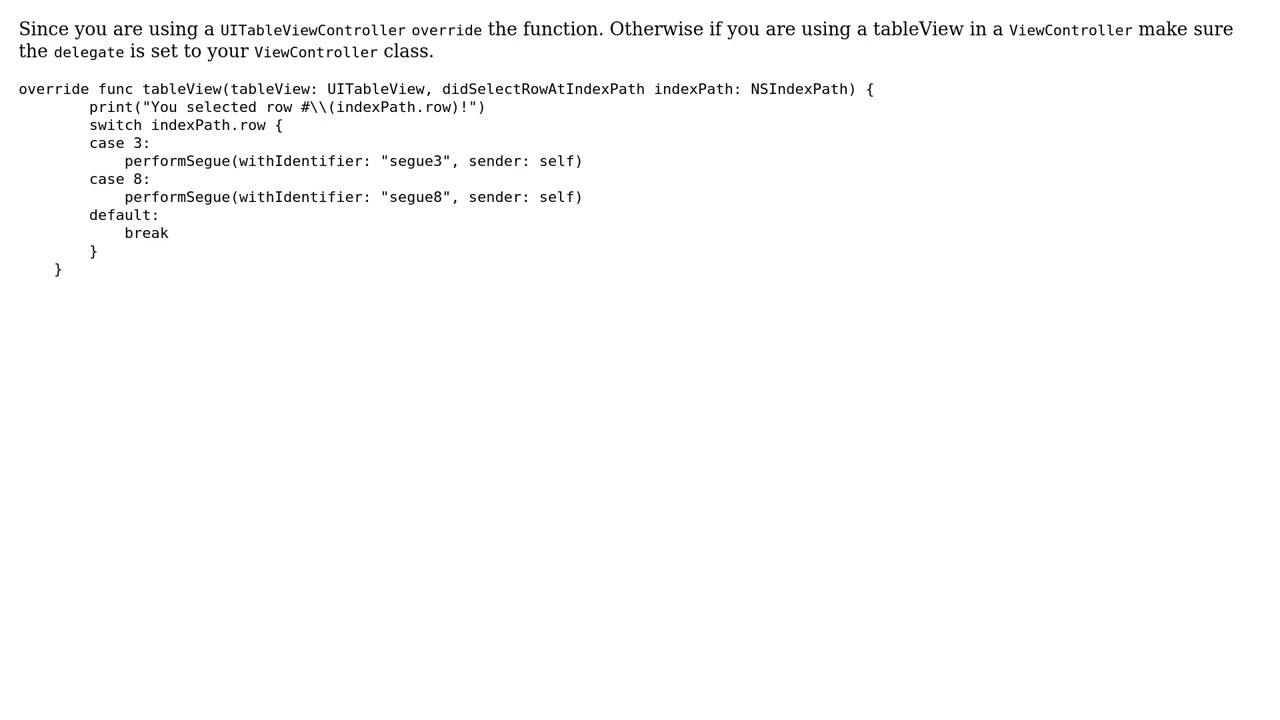 Since you are using a UITableViewController override the function. Otherwise if you are using a tableView in a ViewController make sure
the delegate is set to your ViewController class.
override func tableView(tableView: UITableView, didSelectRowAtIndexPath indexPath: NSIndexPath) {
        print("You selected row #\\(indexPath.row)!")
        switch indexPath.row {
        case 3:
            performSegue(withIdentifier: "segue3", sender: self)
        case 8:
            performSegue(withIdentifier: "segue8", sender: self)
        default:
            break
        }
    }